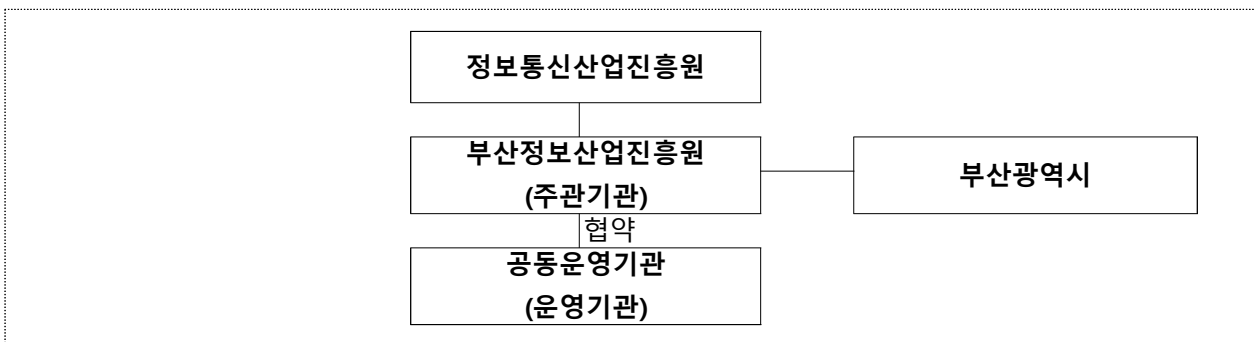 정보통신산업진흥원
부산정보산업진흥원
(주관기관)
부산광역시
협약
공동운영기관
(운영기관)